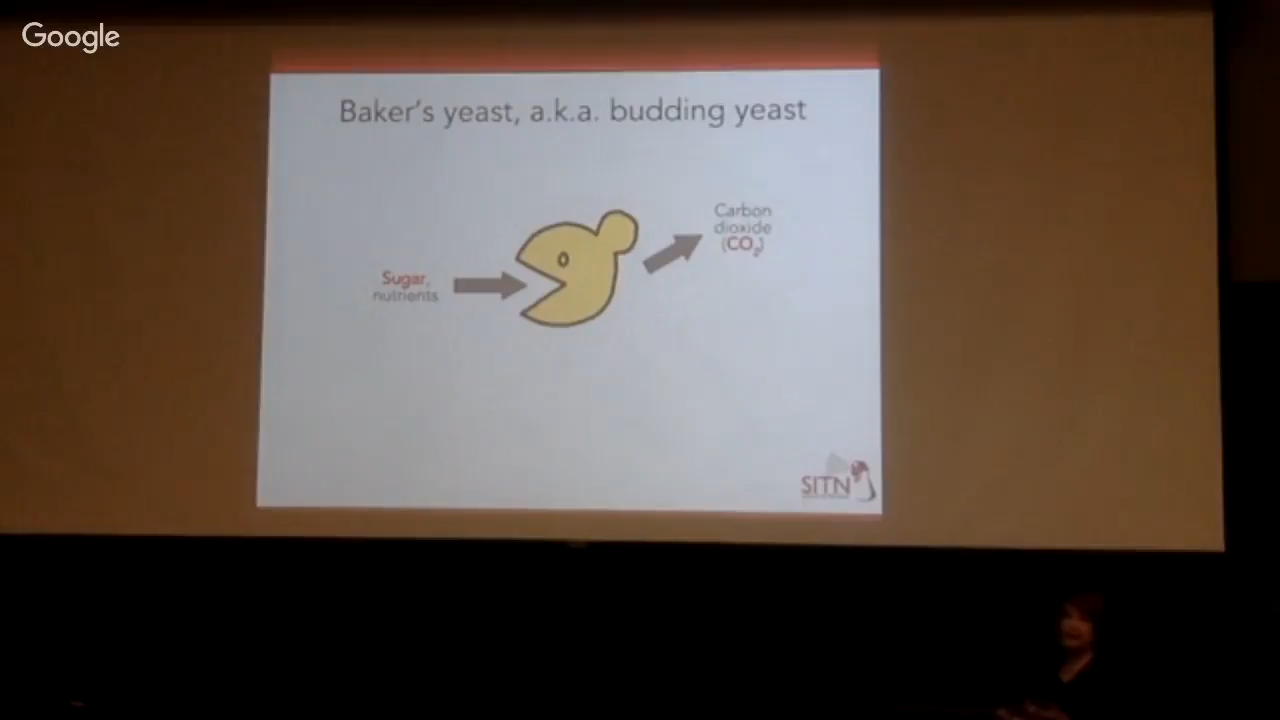 Google
Baker's yeast, a.k.a. budding yeast
Carbon
dioxide
(CO₂)
Sugar,
nutrients
SITN